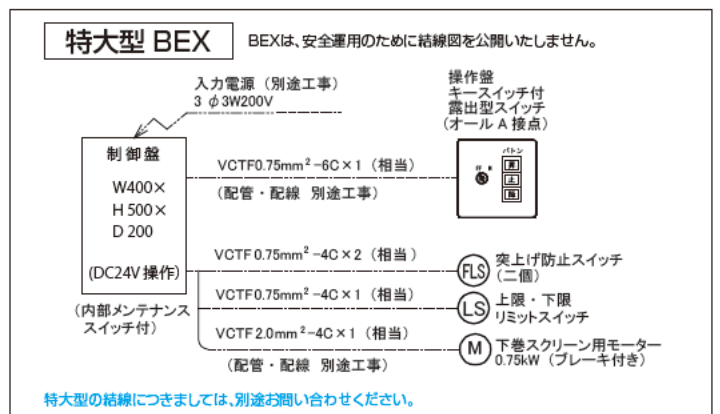 特大型 BEX
BEXは、安全運用のために結線図を公開いたしません。
入力電源（別途工事）
3 φ3W200V
操作盤
キースイッチ付
露出型スイッチ
（オール A 接点）
制御盤
W400×
H 500×
D 200
(DC24V 操作)
（内部メンテナンス
スイッチ付）
VCTF0.75mm²-6C×1（相当）
（配管・配線 別途工事）
バトン
止
VCTF 0.75mm²-4C×2（相当）
FLS
突上げ防止スイッチ
（二個）
VCTF0.75mm²-4C×1（相当）
LS
上限・下限
リミットスイッチ
VCTF2.0mm²-4C×1（相当）
M
下巻スクリーン用モーター
0.75kW（ブレーキ付き）
（配管・配線 別途工事）
特大型の結線につきましては、別途お問い合わせください。